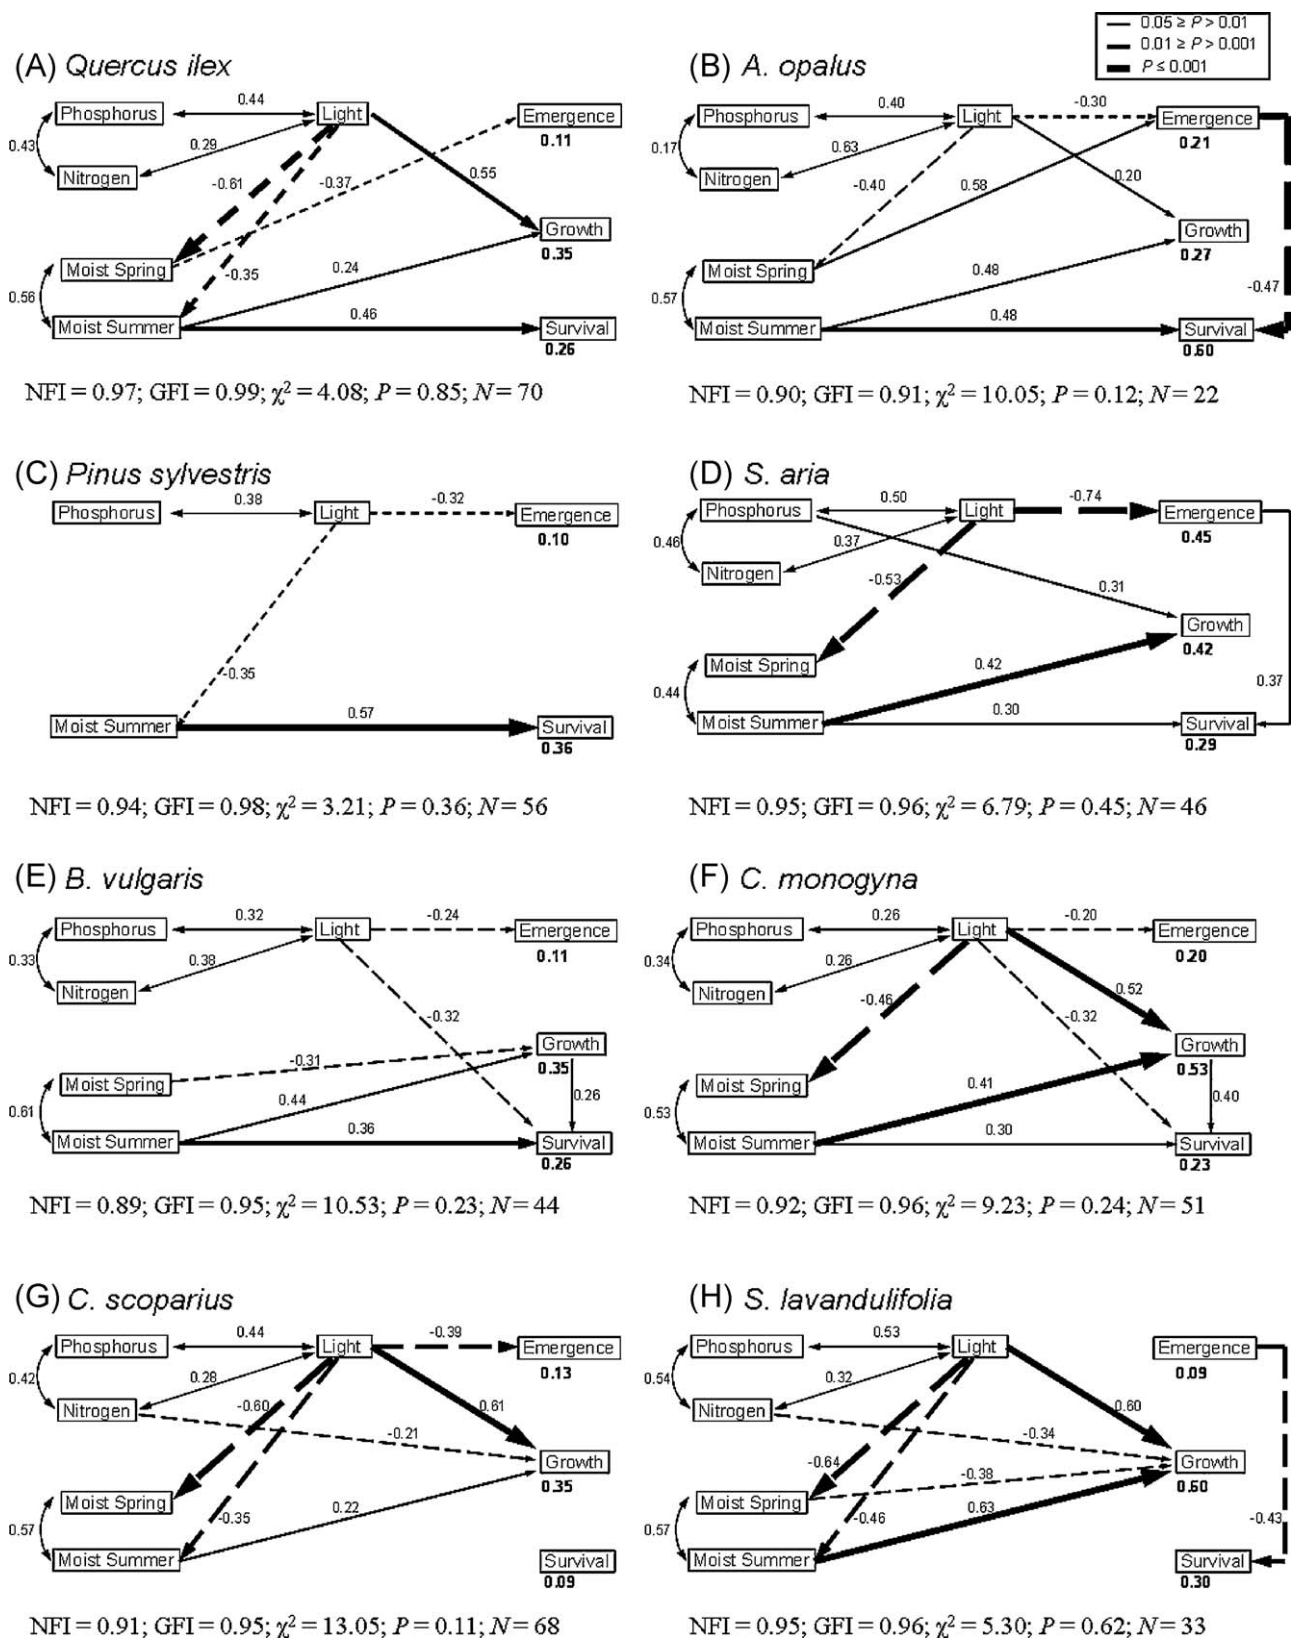 0.05 ≥ P > 0.01
0.01 ≥ P > 0.001
P ≤ 0.001
(A) Quercus ilex
Phosphorus
0.44
Light
Emergence
0.11
0.43
0.29
Nitrogen
-0.61
-0.37
0.55
Growth
0.35
Moist Spring
-0.35
0.24
0.56
Moist Summer
0.46
Survival
0.26
NFI = 0.97; GFI = 0.99; χ² = 4.08; P = 0.85; N = 70
(B) A. opalus
Phosphorus
0.40
Light
-0.30
Emergence
0.21
0.17
0.63
Nitrogen
-0.40
0.58
0.20
Growth
0.27
Moist Spring
0.48
-0.47
0.57
Moist Summer
0.48
Survival
0.60
NFI = 0.90; GFI = 0.91; χ² = 10.05; P = 0.12; N = 22
(C) Pinus sylvestris
Phosphorus
0.38
Light
-0.32
Emergence
0.10
-0.35
Moist Summer
0.57
Survival
0.36
NFI = 0.94; GFI = 0.98; χ² = 3.21; P = 0.36; N = 56
(D) S. aria
Phosphorus
0.50
Light
-0.74
Emergence
0.45
0.46
0.37
Nitrogen
-0.53
0.31
Growth
0.42
Moist Spring
0.42
0.37
0.44
Moist Summer
0.30
Survival
0.29
NFI = 0.95; GFI = 0.96; χ² = 6.79; P = 0.45; N = 46
(E) B. vulgaris
Phosphorus
0.32
Light
-0.24
Emergence
0.11
0.33
0.38
Nitrogen
-0.32
Growth
0.35
-0.31
Moist Spring
0.44
0.26
0.61
Moist Summer
0.36
Survival
0.26
NFI = 0.89; GFI = 0.95; χ² = 10.53; P = 0.23; N = 44
(F) C. monogyna
Phosphorus
0.26
Light
-0.20
Emergence
0.20
0.34
0.26
Nitrogen
-0.46
0.52
-0.32
Growth
0.53
Moist Spring
0.41
0.40
0.53
Moist Summer
0.30
Survival
0.23
NFI = 0.92; GFI = 0.96; χ² = 9.23; P = 0.24; N = 51
(G) C. scoparius
Phosphorus
0.44
Light
-0.39
Emergence
0.13
0.42
0.28
Nitrogen
-0.60
0.61
-0.21
Growth
0.35
Moist Spring
-0.35
0.22
0.57
Moist Summer
Survival
0.09
NFI = 0.91; GFI = 0.95; χ² = 13.05; P = 0.11; N = 68
(H) S. lavandulifolia
Phosphorus
0.53
Light
Emergence
0.09
0.54
0.32
Nitrogen
0.60
-0.34
-0.64
Growth
0.60
-0.38
Moist Spring
-0.46
0.63
-0.43
0.57
Moist Summer
Survival
0.30
NFI = 0.95; GFI = 0.96; χ² = 5.30; P = 0.62; N = 33